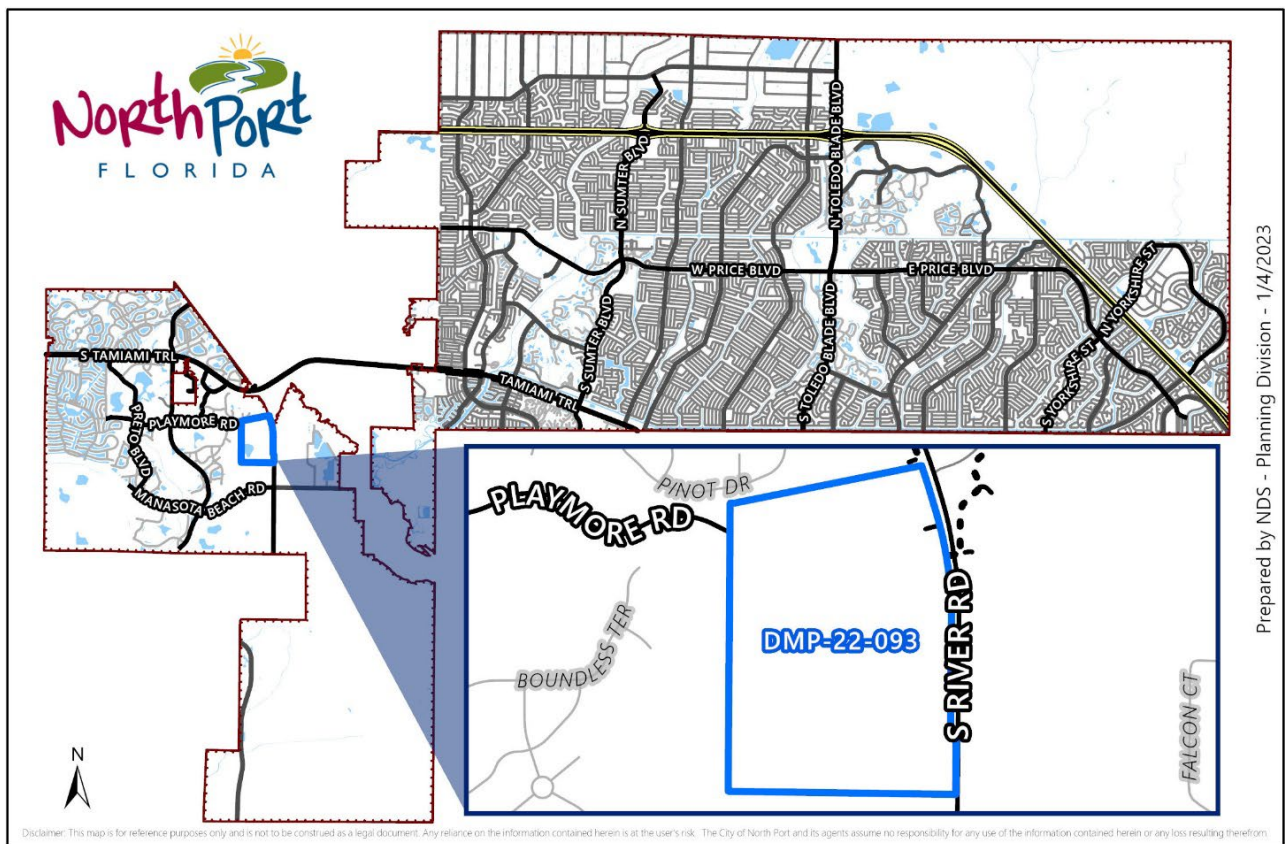 North Port
FLORIDA
N SUMTER BLVD
N TOLEDO BLADE BLVD
W PRICE BLVD
E PRICE BLVD
N YORKSHIRE ST
S TAMIAMI TRL
S SUMTER BLVD
S TOLEDO BLADE BLVD
S YORKSHIRE ST
TAMIAMI TRL
PLAYMORE RD
PRETO BLVD
MANASOTA BEACH RD
PINOT DR
PLAYMORE RD
DMP-22-093
S RIVER RD
BOUNDLESS TER
FALCON CT
N
Prepared by NDS - Planning Division - 1/4/2023
Disclaimer: This map is for reference purposes only and is not to be construed as a legal document. Any reliance on the information contained herein is at the user's risk. The City of North Port and its agents assume no responsibility for any use of the information contained herein or any loss resulting therefrom.